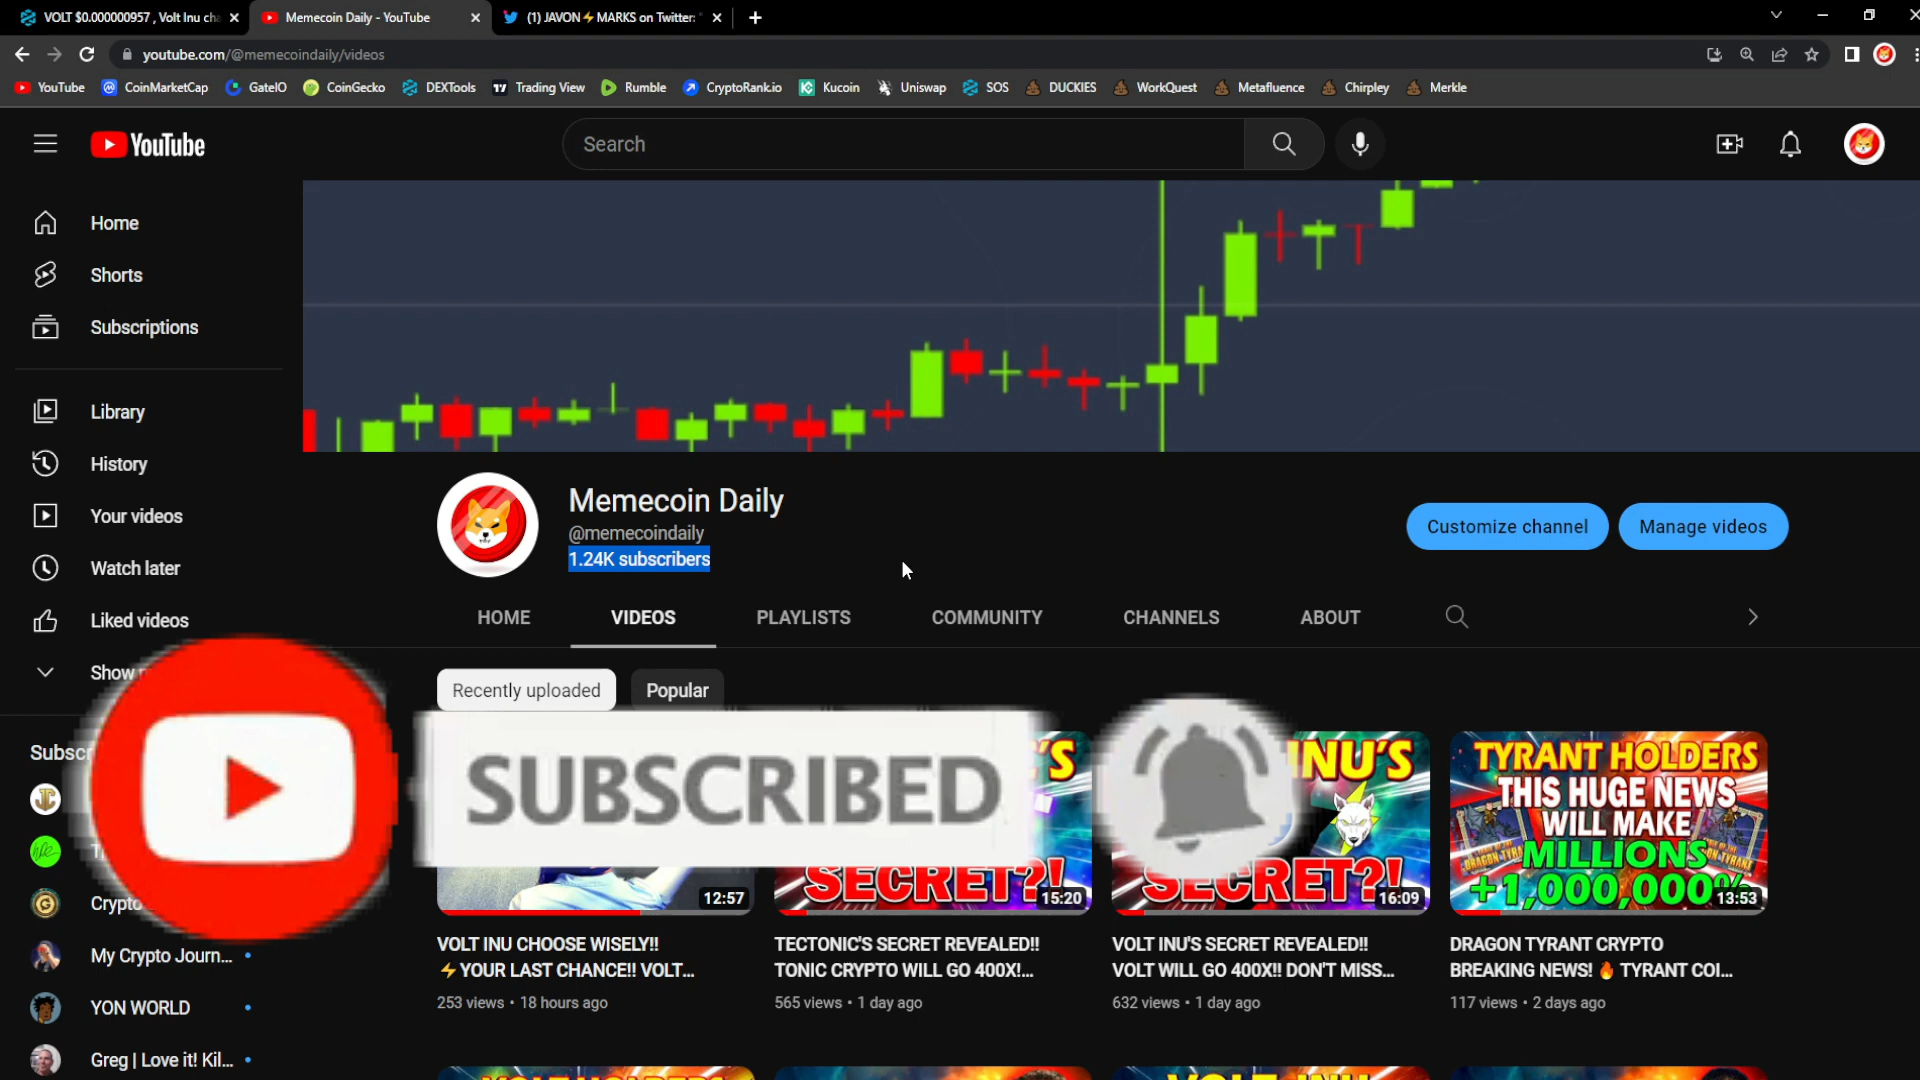 VOLT $0.000000957 , Volt Inu ch
Memecoin Daily - YouTube
(1) JAVON⚡MARKS on Twitter: "
youtube.com/@memecoindaily/videos
YouTube
CoinMarketCap
GateIO
CoinGecko
DEXTools
Trading View
Rumble
CryptoRank.io
Kucoin
Uniswap
SOS
DUCKIES
WorkQuest
Metafluence
Chirpley
Merkle
YouTube
Search
Home
Shorts
Subscriptions
Library
History
Your videos
Watch later
Liked videos
Show
Subscr
Crypto
My Crypto Journ...
YON WORLD
Greg | Love it! Kil...
Memecoin Daily
@memecoindaily
1.24K subscribers
Customize channel
Manage videos
HOME
VIDEOS
PLAYLISTS
COMMUNITY
CHANNELS
ABOUT
Recently uploaded
Popular
SUBSCRIBED
12:57
'S
SECRET?!
15:20
INU'S
SECRET?!
16:09
TYRANT HOLDERS
THIS HUGE NEWS
WILL MAKE
MILLIONS
+1,000,000%
13:53
VOLT INU CHOOSE WISELY!!
⚡YOUR LAST CHANCE!! VOLT...
253 views • 18 hours ago
TECTONIC'S SECRET REVEALED!!
TONIC CRYPTO WILL GO 400X!...
565 views • 1 day ago
VOLT INU'S SECRET REVEALED!!
VOLT WILL GO 400X!! DON'T MISS...
632 views • 1 day ago
DRAGON TYRANT CRYPTO
BREAKING NEWS! 🔥 TYRANT COI...
117 views • 2 days ago